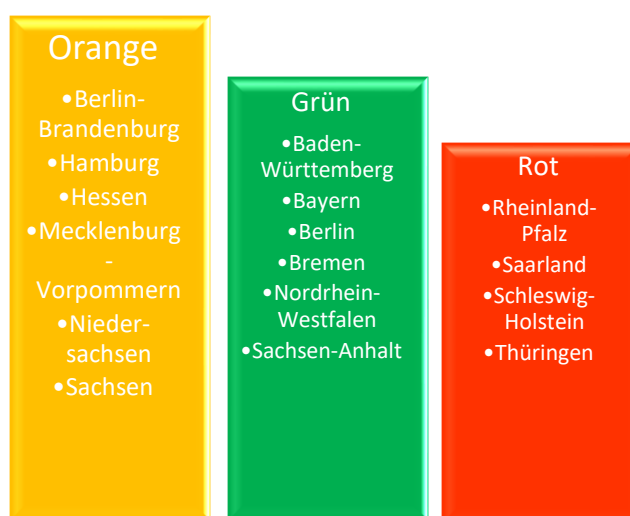 Orange
•Berlin-
Brandenburg
•Hamburg
•Hessen
•Mecklenburg
-
Vorpommern
•Nieder-
sachsen
•Sachsen
Grün
•Baden-
Württemberg
•Bayern
•Berlin
•Bremen
•Nordrhein-
Westfalen
•Sachsen-Anhalt
Rot
•Rheinland-
Pfalz
•Saarland
•Schleswig-
Holstein
•Thüringen